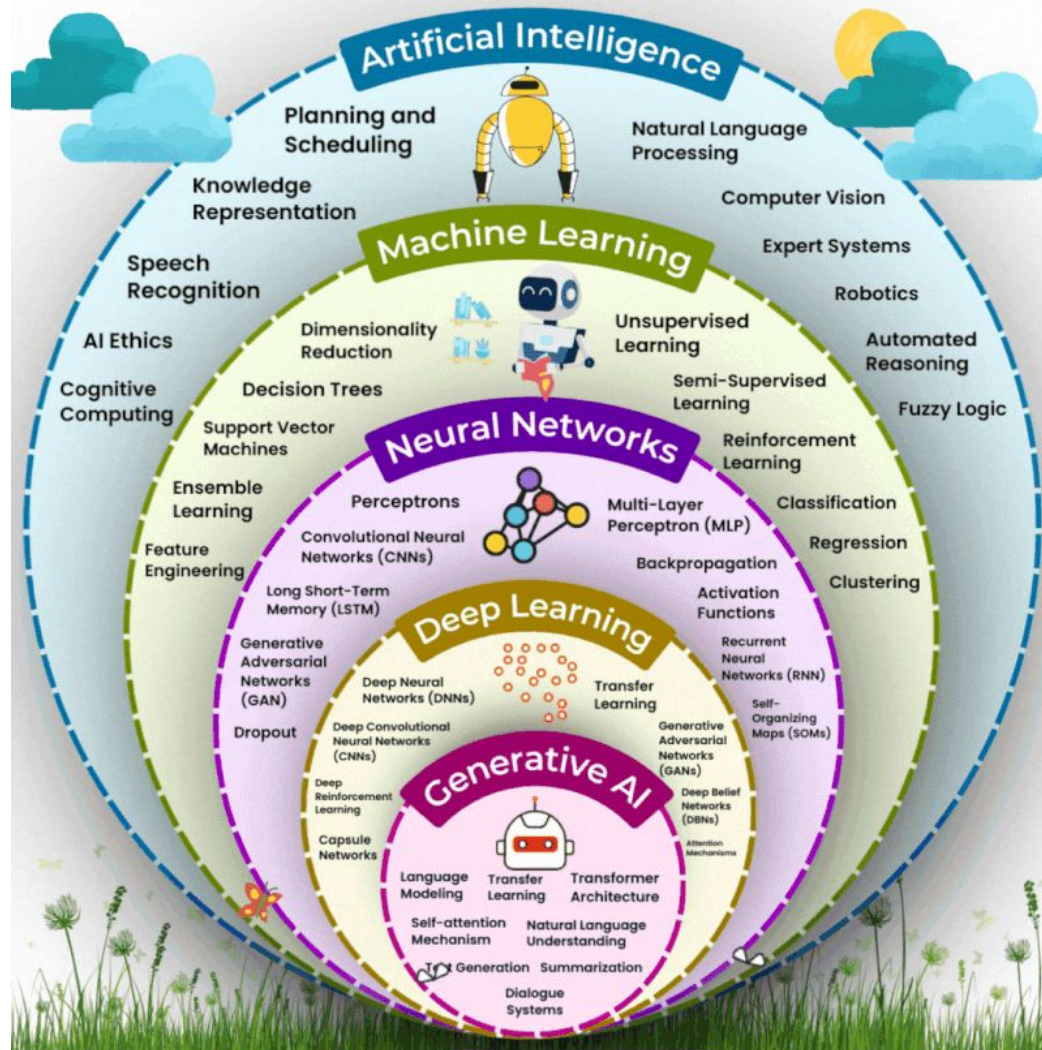 Artificial Intelligence
Planning and
Scheduling
Natural Language
Processing
Knowledge
Representation
Computer Vision
Speech
Recognition
Expert Systems
Robotics
AI Ethics
Automated
Reasoning
Cognitive
Computing
Fuzzy Logic
Machine Learning
Dimensionality
Reduction
Unsupervised
Learning
Decision Trees
Semi-Supervised
Learning
Support Vector
Machines
Reinforcement
Learning
Ensemble
Learning
Classification
Feature
Engineering
Regression
Clustering
Neural Networks
Perceptrons
Multi-Layer
Perceptron (MLP)
Convolutional Neural
Networks (CNNs)
Backpropagation
Long Short-Term
Memory (LSTM)
Activation
Functions
Generative
Adversarial
Networks
(GAN)
Recurrent
Neural
Networks (RNN)
Dropout
Self-
Organizing
Maps (SOMs)
Deep Learning
Deep Neural
Networks (DNNs)
Transfer
Learning
Deep Convolutional
Neural Networks
(CNNs)
Generative
Adversarial
Networks
(GANs)
Deep
Reinforcement
Learning
Deep Belief
Networks
(DBNs)
Capsule
Networks
Attention
Mechanisms
Generative AI
Language
Modeling
Transfer
Learning
Transformer
Architecture
Self-attention
Mechanism
Natural Language
Understanding
Text Generation
Summarization
Dialogue
Systems